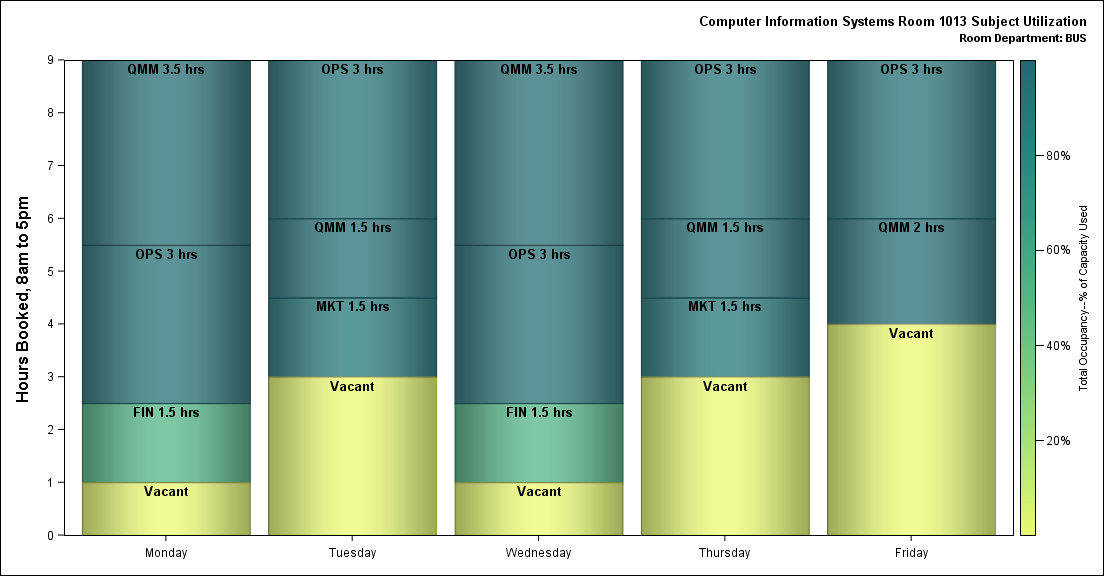 Computer Information Systems Room 1013 Subject Utilization
Room Department: BUS
Hours Booked, 8am to 5pm
9
8
7
6
5
4
3
2
1
0
QMM 3.5 hrs
OPS 3 hrs
FIN 1.5 hrs
Vacant
Monday
OPS 3 hrs
QMM 1.5 hrs
MKT 1.5 hrs
Vacant
Tuesday
QMM 3.5 hrs
OPS 3 hrs
FIN 1.5 hrs
Vacant
Wednesday
OPS 3 hrs
QMM 1.5 hrs
MKT 1.5 hrs
Vacant
Thursday
OPS 3 hrs
QMM 2 hrs
Vacant
Friday
80%
60%
40%
20%
Total Occupancy--% of Capacity Used